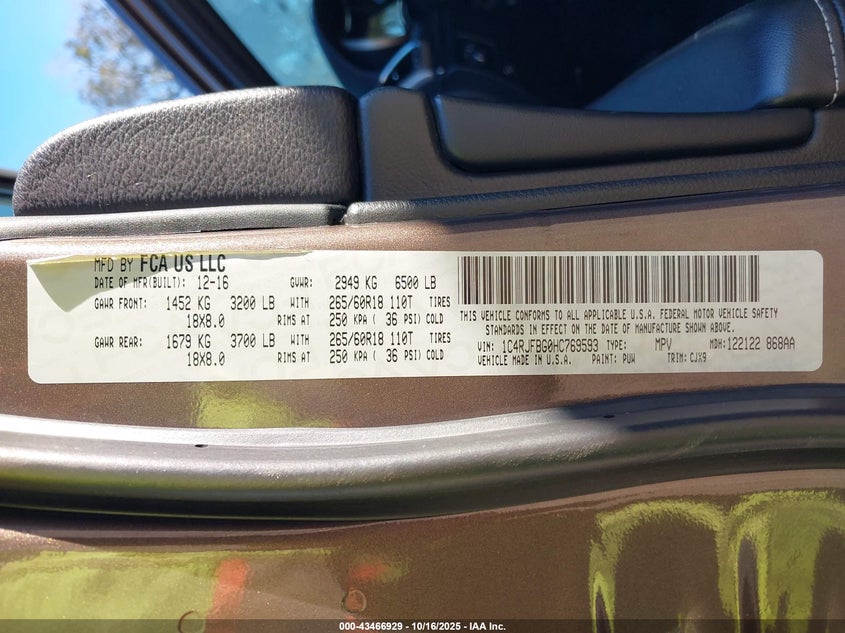 MFD BY FCA US LLC
DATE OF MFR(BUILT): 12-16 GVWR: 2949 KG 6500 LB
GAWR FRONT: 1452 KG 3200 LB WITH 265/60R18 110T TIRES
18X8.0 RIMS AT 250 KPA ( 36 PSI) COLD
GAWR REAR: 1679 KG 3700 LB WITH 265/60R18 110T TIRES
18X8.0 RIMS AT 250 KPA ( 36 PSI) COLD
THIS VEHICLE CONFORMS TO ALL APPLICABLE U.S.A. FEDERAL MOTOR VEHICLE SAFETY
STANDARDS IN EFFECT ON THE DATE OF MANUFACTURE SHOWN ABOVE.
VIN: 1C4RJFBG0HC769593 TYPE: MPV MDH: 122122 868AA
VEHICLE MADE IN U.S.A. PAINT: PUW TRIM: CJX9
000-43466929 - 10/16/2025 - IAA Inc.